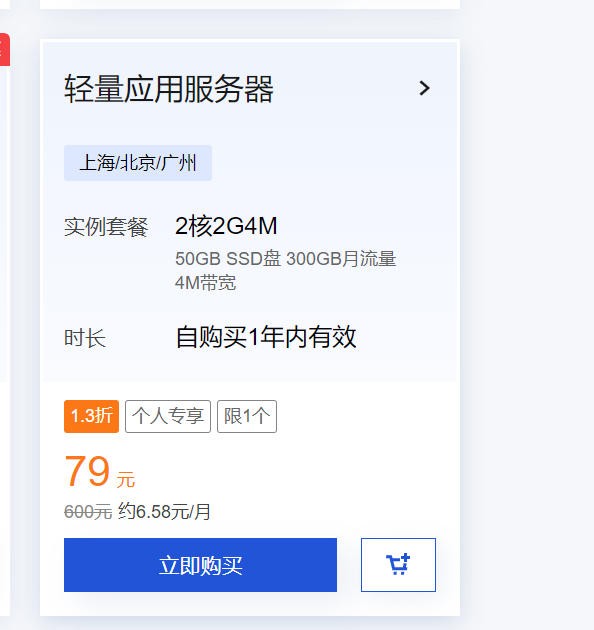 轻量应用服务器
上海/北京/广州
实例套餐 2核2G4M
50GB SSD盘 300GB月流量
4M带宽
时长 自购买1年内有效
1.3折 个人专享 限1个
79 元
600元 约6.58元/月
立即购买